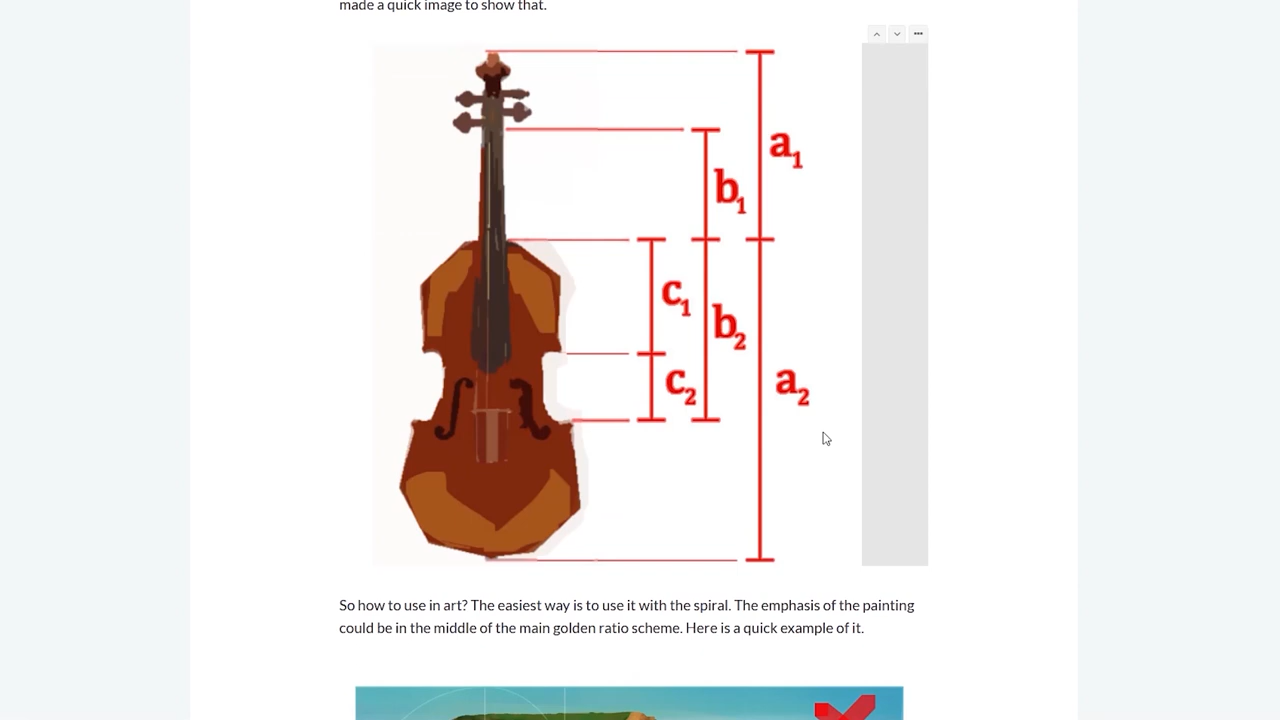 made a quick image to show that.
a1
b1
c1
b2
c2
a2
So how to use in art? The easiest way is to use it with the spiral. The emphasis of the painting
could be in the middle of the main golden ratio scheme. Here is a quick example of it.